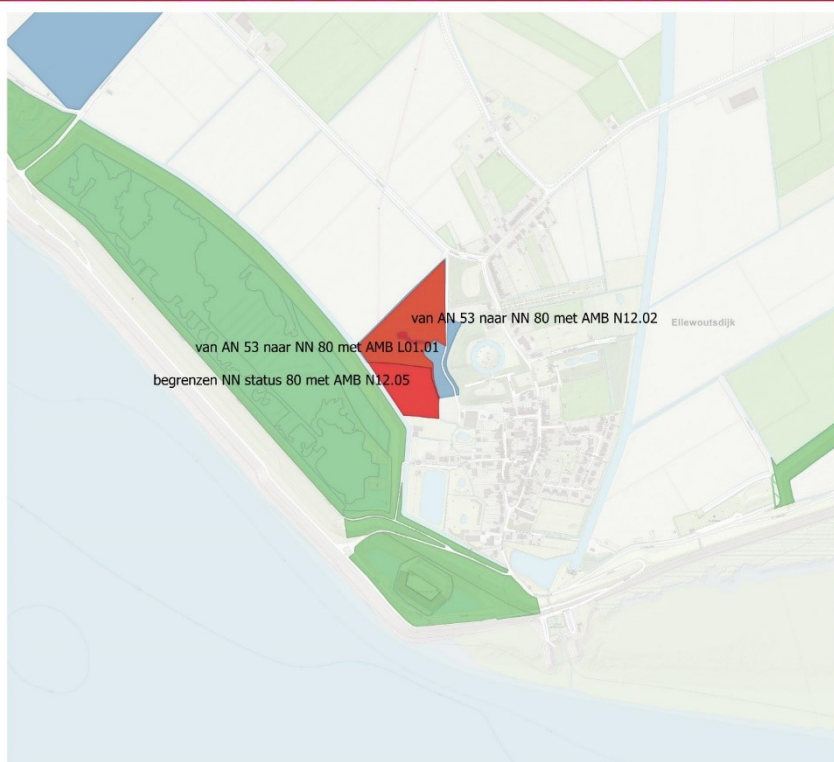 van AN 53 naar NN 80 met AMB N12.02
Ellewoutsdijk
van AN 53 naar NN 80 met AMB L01.01
begrenzen NN status 80 met AMB N12.05